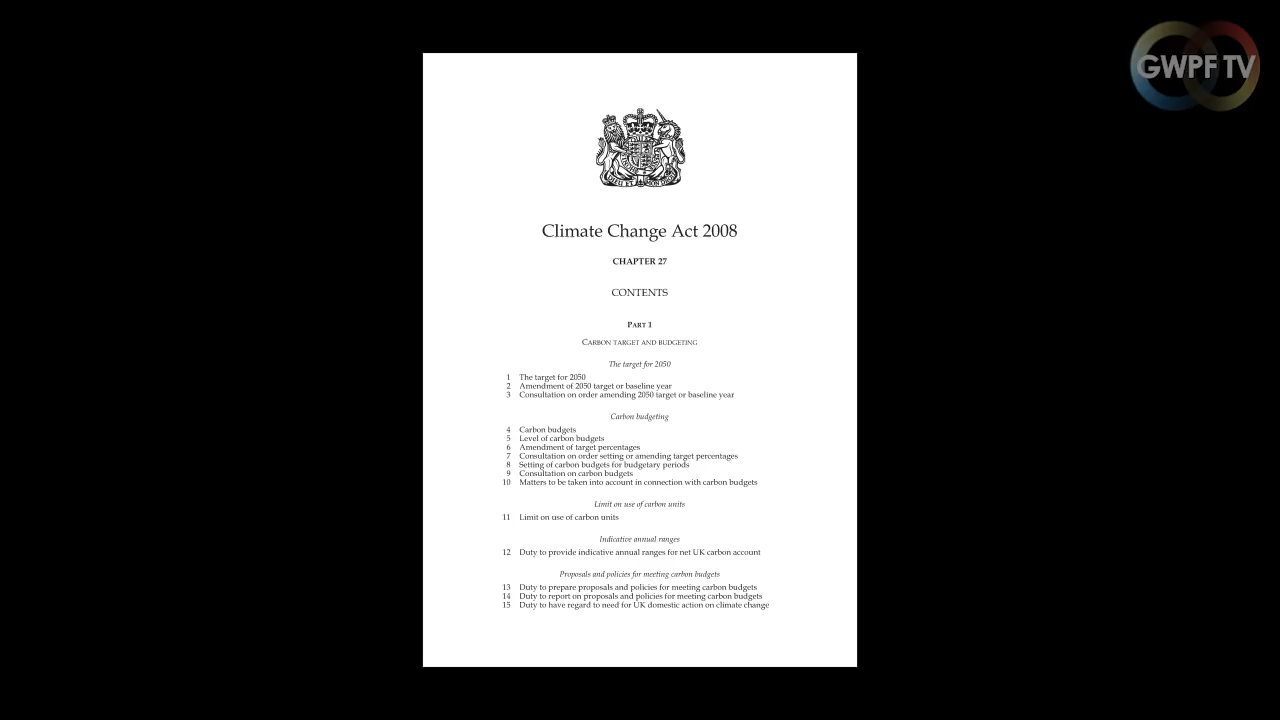 GWPF TV
Climate Change Act 2008
CHAPTER 27
CONTENTS
PART 1
CARBON TARGET AND BUDGETING
The target for 2050
1 The target for 2050
2 Amendment of 2050 target or baseline year
3 Consultation on order amending 2050 target or baseline year
Carbon budgeting
4 Carbon budgets
5 Level of carbon budgets
6 Amendment of target percentages
7 Consultation on order setting or amending target percentages
8 Setting of carbon budgets for budgetary periods
9 Consultation on carbon budgets
10 Matters to be taken into account in connection with carbon budgets
Limit on use of carbon units
11 Limit on use of carbon units
Indicative annual ranges
12 Duty to provide indicative annual ranges for net UK carbon account
Proposals and policies for meeting carbon budgets
13 Duty to prepare proposals and policies for meeting carbon budgets
14 Duty to report on proposals and policies for meeting carbon budgets
15 Duty to have regard to need for UK domestic action on climate change